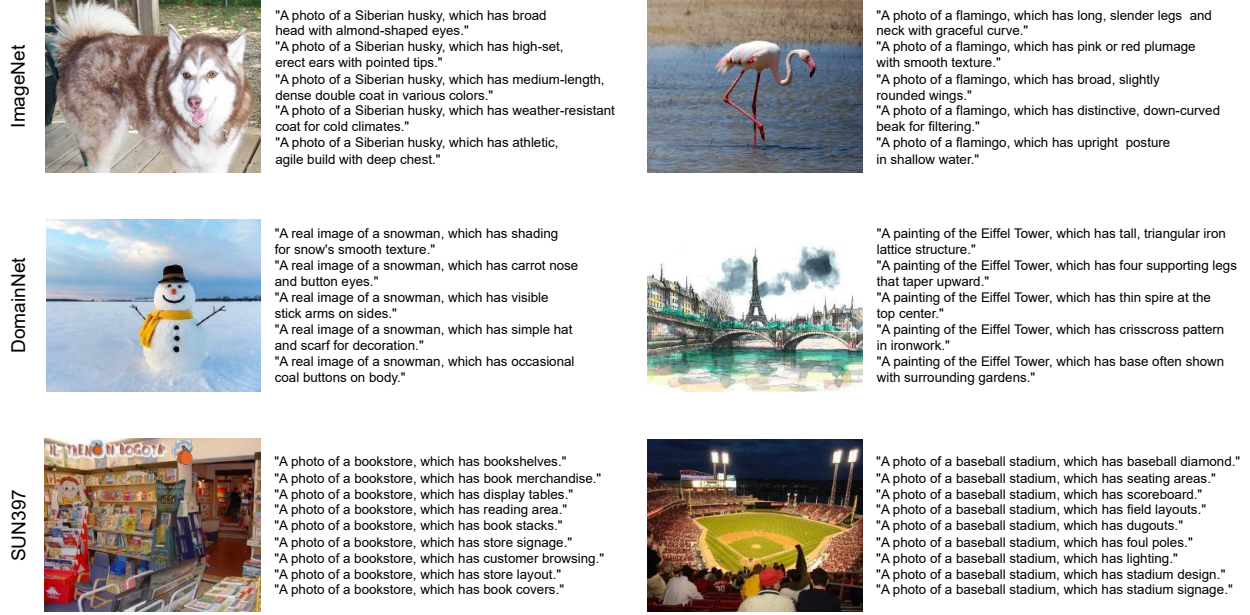 ImageNet
"A photo of a Siberian husky, which has broad
head with almond-shaped eyes."
"A photo of a Siberian husky, which has high-set,
erect ears with pointed tips."
"A photo of a Siberian husky, which has medium-length,
dense double coat in various colors."
"A photo of a Siberian husky, which has weather-resistant
coat for cold climates."
"A photo of a Siberian husky, which has athletic,
agile build with deep chest."
"A photo of a flamingo, which has long, slender legs and
neck with graceful curve."
"A photo of a flamingo, which has pink or red plumage
with smooth texture."
"A photo of a flamingo, which has broad, slightly
rounded wings."
"A photo of a flamingo, which has distinctive, down-curved
beak for filtering."
"A photo of a flamingo, which has upright posture
in shallow water."
DomainNet
"A real image of a snowman, which has shading
for snow's smooth texture."
"A real image of a snowman, which has carrot nose
and button eyes."
"A real image of a snowman, which has visible
stick arms on sides."
"A real image of a snowman, which has simple hat
and scarf for decoration."
"A real image of a snowman, which has occasional
coal buttons on body."
"A painting of the Eiffel Tower, which has tall, triangular iron
lattice structure."
"A painting of the Eiffel Tower, which has four supporting legs
that taper upward."
"A painting of the Eiffel Tower, which has thin spire at the
top center."
"A painting of the Eiffel Tower, which has crisscross pattern
in ironwork."
"A painting of the Eiffel Tower, which has base often shown
with surrounding gardens."
SUN397
IL TRENO DI BOGOTA'
"A photo of a bookstore, which has bookshelves."
"A photo of a bookstore, which has book merchandise."
"A photo of a bookstore, which has display tables."
"A photo of a bookstore, which has reading area."
"A photo of a bookstore, which has book stacks."
"A photo of a bookstore, which has store signage."
"A photo of a bookstore, which has customer browsing."
"A photo of a bookstore, which has store layout."
"A photo of a bookstore, which has book covers."
"A photo of a baseball stadium, which has baseball diamond."
"A photo of a baseball stadium, which has seating areas."
"A photo of a baseball stadium, which has scoreboard."
"A photo of a baseball stadium, which has field layouts."
"A photo of a baseball stadium, which has dugouts."
"A photo of a baseball stadium, which has foul poles."
"A photo of a baseball stadium, which has lighting."
"A photo of a baseball stadium, which has stadium design."
"A photo of a baseball stadium, which has stadium signage."